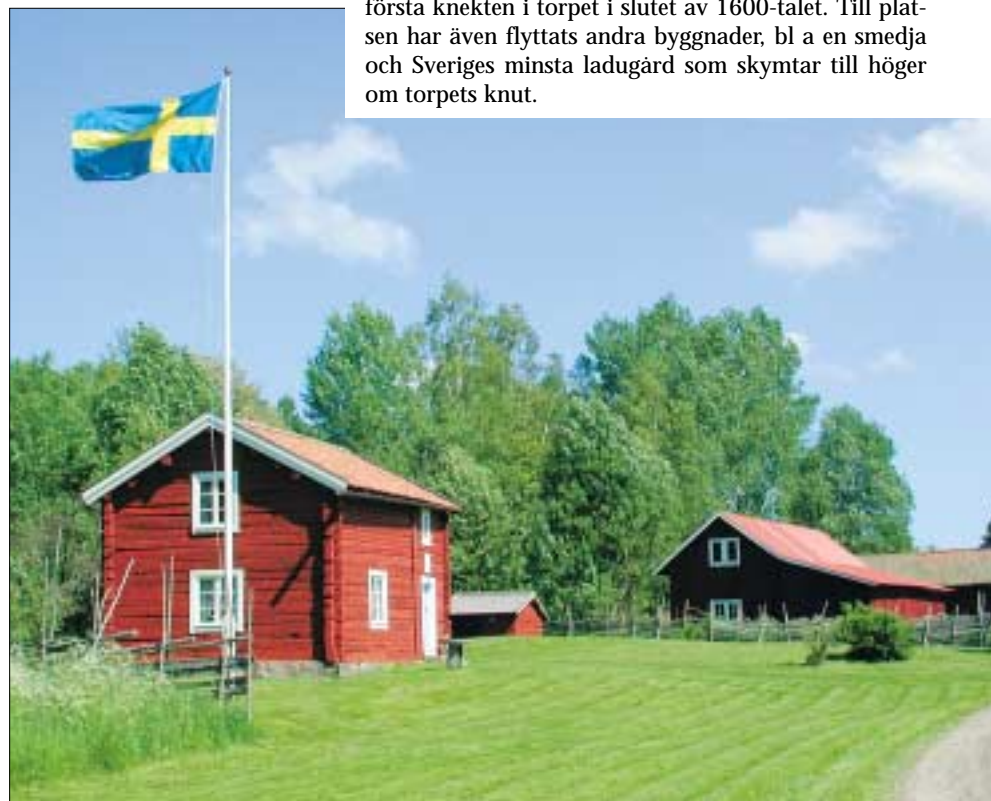 första knekten i torpet i slutet av 1600-talet. Till plat-
sen har även flyttats andra byggnader, bl a en smedja
och Sveriges minsta ladugård som skymtar till höger
om torpets knut.